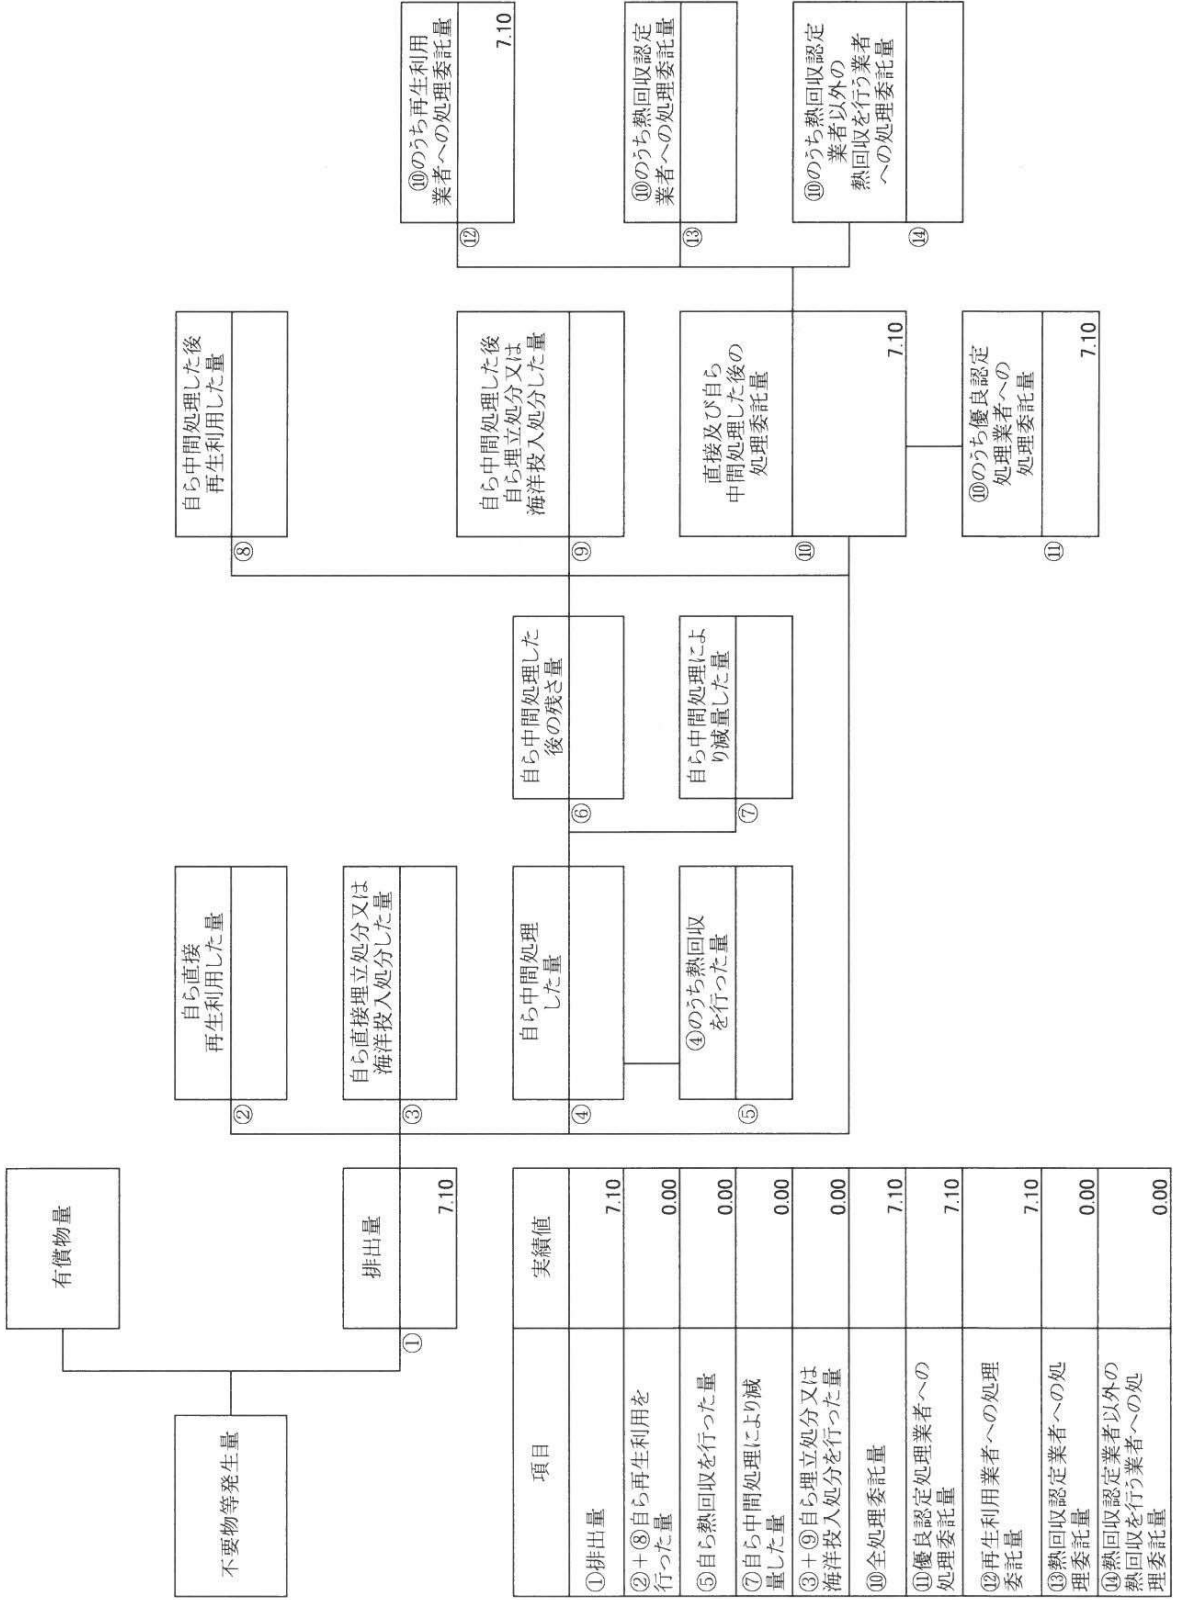 不要物等発生量
有償物量
①
排出量
7.10
②
自ら直接
再生利用した量
③
自ら直接埋立処分又は
海洋投入処分した量
④
自ら中間処理
した量
⑤
④のうち熱回収
を行った量
⑥
自ら中間処理した
後の残さ量
⑦
自ら中間処理によ
り減量した量
⑧
自ら中間処理した後
再生利用した量
⑨
自ら中間処理した後
自ら埋立処分又は
海洋投入処分した量
⑩
直接及び自ら
中間処理した後の
処理委託量
7.10
⑪
⑩のうち優良認定
処理業者への
処理委託量
7.10
⑫
⑩のうち再生利用
業者への処理委託量
7.10
⑬
⑩のうち熱回収認定
業者への処理委託量
⑭
⑩のうち熱回収認定
業者以外の
熱回収を行う業者
への処理委託量
項目 実績値
①排出量 7.10
②+⑧自ら再生利用を
行った量 0.00
⑤自ら熱回収を行った量 0.00
⑦自ら中間処理により減
量した量 0.00
③+⑨自ら埋立処分又は
海洋投入処分を行った量 0.00
⑩全処理委託量 7.10
⑪優良認定処理業者への
処理委託量 7.10
⑫再生利用業者への処理
委託量 7.10
⑬熱回収認定業者への処
理委託量 0.00
⑭熱回収認定業者以外の
熱回収を行う業者への処
理委託量 0.00